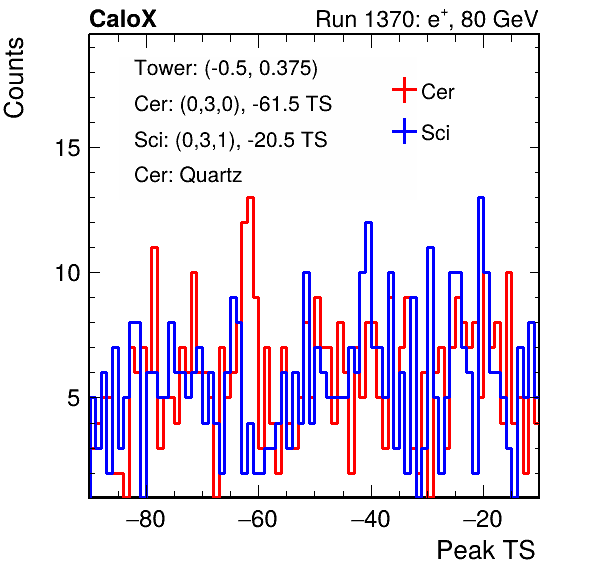 CaloX Run 1370: e+, 80 GeV
Counts
Tower: (-0.5, 0.375)
Cer: (0,3,0), -61.5 TS
Sci: (0,3,1), -20.5 TS
Cer: Quartz
Cer
Sci
15
10
5
−80 −60 −40 −20
Peak TS